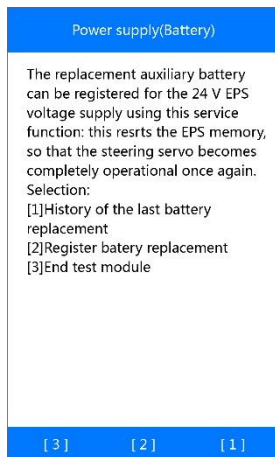 Power supply(Battery)
The replacement auxiliary battery
can be registered for the 24 V EPS
voltage supply using this service
function: this resrts the EPS memory,
so that the steering servo becomes
completely operational once again.
Selection:
[1]History of the last battery
replacement
[2]Register batery replacement
[3]End test module
[ 3 ] [ 2 ] [ 1 ]